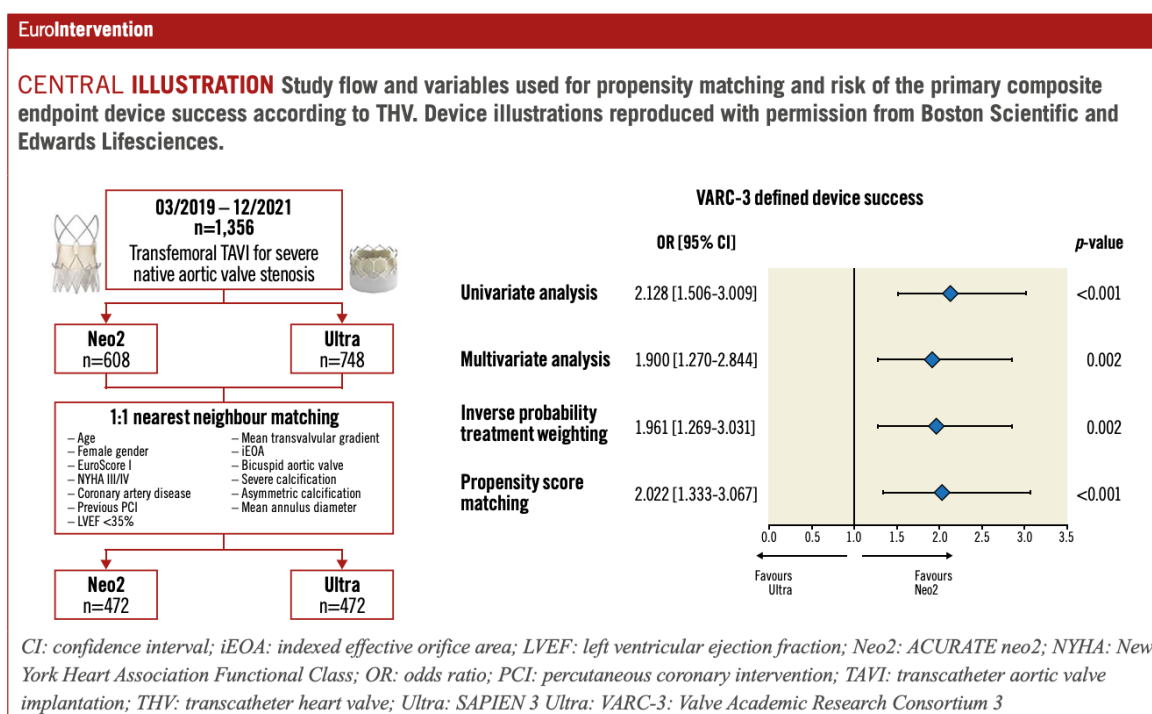 EuroIntervention
CENTRAL ILLUSTRATION Study flow and variables used for propensity matching and risk of the primary composite
endpoint device success according to THV. Device illustrations reproduced with permission from Boston Scientific and
Edwards Lifesciences.
03/2019 – 12/2021
n=1,356
Transfemoral TAVI for severe
native aortic valve stenosis
Neo2
n=608
Ultra
n=748
1:1 nearest neighbour matching
– Age
– Female gender
– EuroScore I
– NYHA III/IV
– Coronary artery disease
– Previous PCI
– LVEF <35%
– Mean transvalvular gradient
– iEOA
– Bicuspid aortic valve
– Severe calcification
– Asymmetric calcification
– Mean annulus diameter
Neo2
n=472
Ultra
n=472
VARC-3 defined device success
OR [95% CI]
p-value
Univariate analysis
2.128 [1.506-3.009]
<0.001
Multivariate analysis
1.900 [1.270-2.844]
0.002
Inverse probability
treatment weighting
1.961 [1.269-3.031]
0.002
Propensity score
matching
2.022 [1.333-3.067]
<0.001
0.0 0.5 1.0 1.5 2.0 2.5 3.0 3.5
Favours
Ultra
Favours
Neo2
CI: confidence interval; iEOA: indexed effective orifice area; LVEF: left ventricular ejection fraction; Neo2: ACURATE neo2; NYHA: New
York Heart Association Functional Class; OR: odds ratio; PCI: percutaneous coronary intervention; TAVI: transcatheter aortic valve
implantation; THV: transcatheter heart valve; Ultra: SAPIEN 3 Ultra: VARC-3: Valve Academic Research Consortium 3